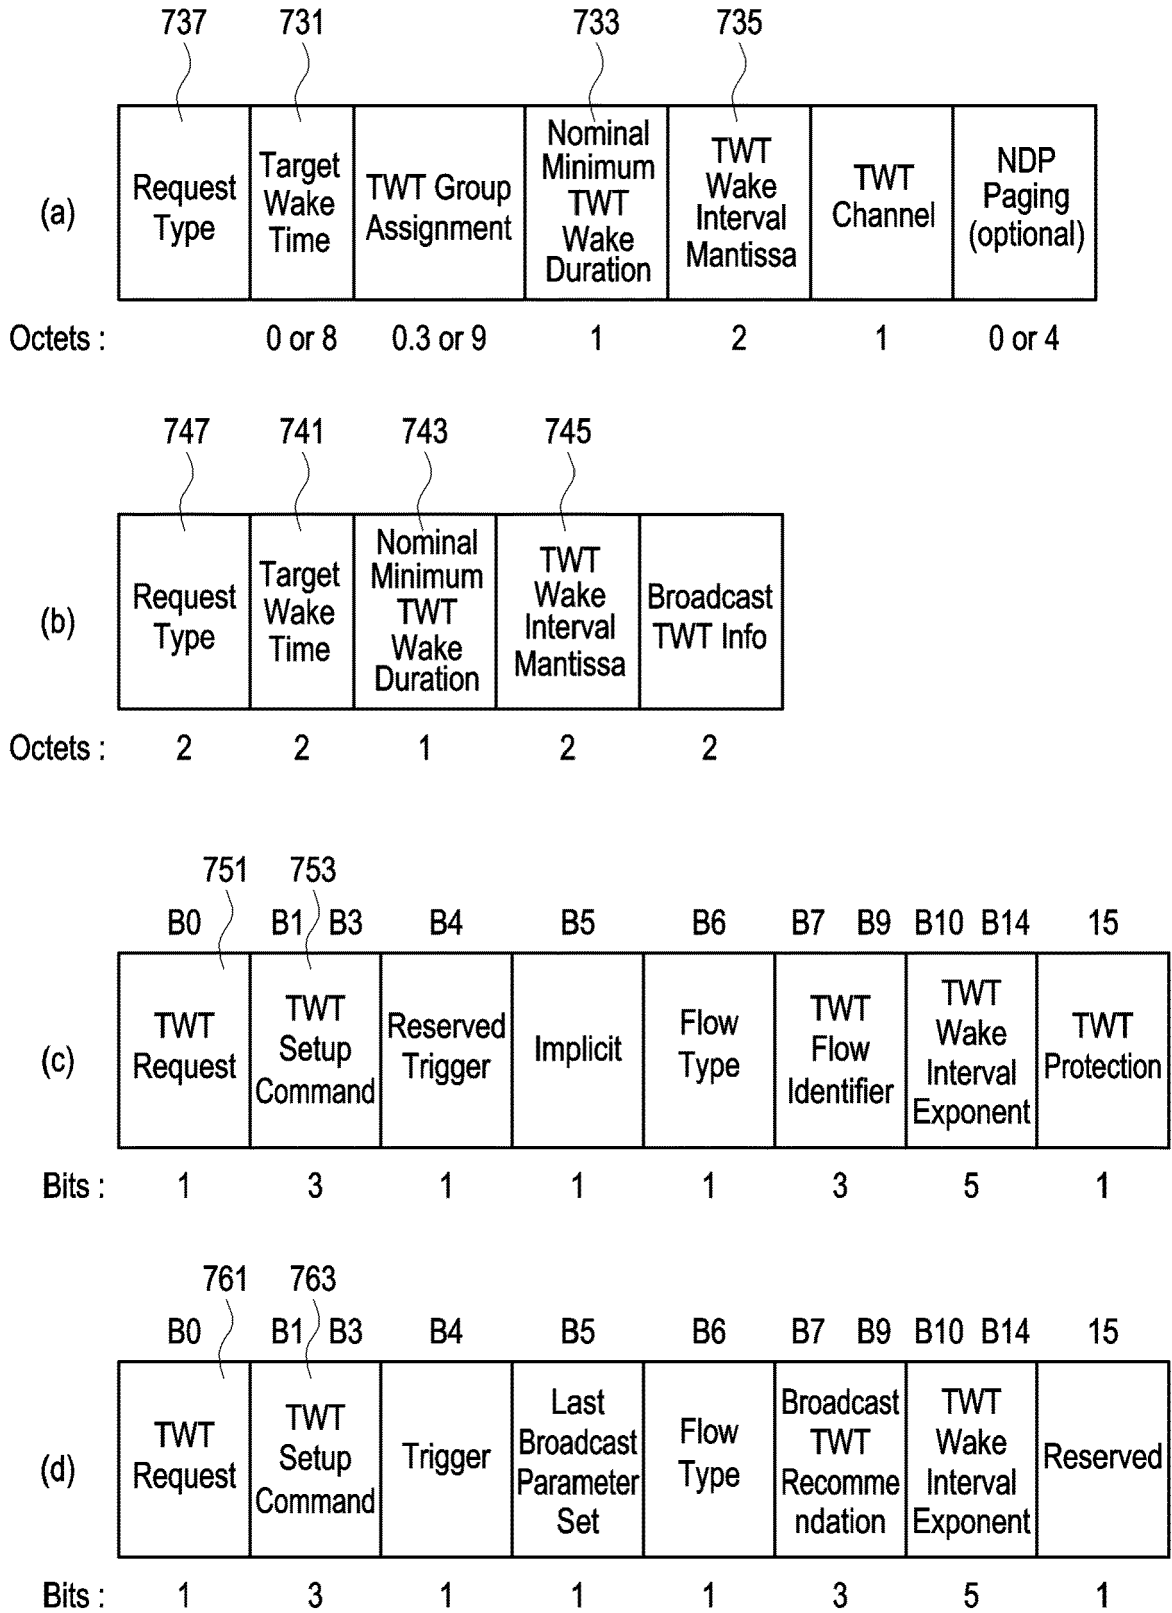 737 731 733 735
(a)
Request
Type
Target
Wake
Time
TWT Group
Assignment
Nominal
Minimum
TWT
Wake
Duration
TWT
Wake
Interval
Mantissa
TWT
Channel
NDP
Paging
(optional)
Octets : 0 or 8 0.3 or 9 1 2 1 0 or 4
747 741 743 745
(b)
Request
Type
Target
Wake
Time
Nominal
Minimum
TWT
Wake
Duration
TWT
Wake
Interval
Mantissa
Broadcast
TWT Info
Octets : 2 2 1 2 2
751 753
B0 B1 B3 B4 B5 B6 B7 B9 B10 B14 15
(c)
TWT
Request
TWT
Setup
Command
Reserved
Trigger
Implicit
Flow
Type
TWT
Flow
Identifier
TWT
Wake
Interval
Exponent
TWT
Protection
Bits : 1 3 1 1 1 3 5 1
761 763
B0 B1 B3 B4 B5 B6 B7 B9 B10 B14 15
(d)
TWT
Request
TWT
Setup
Command
Trigger
Last
Broadcast
Parameter
Set
Flow
Type
Broadcast
TWT
Recomme
ndation
TWT
Wake
Interval
Exponent
Reserved
Bits : 1 3 1 1 1 3 5 1